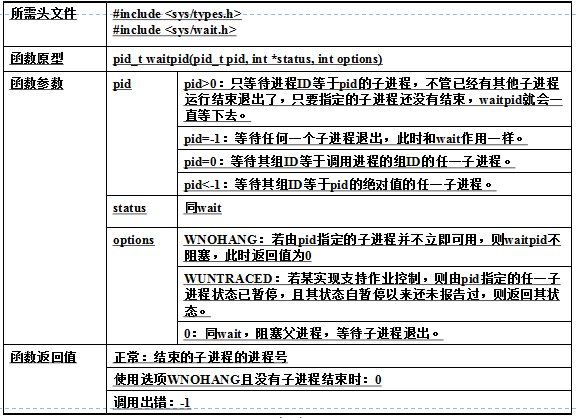 所需头文件
#include <sys/types.h>
#include <sys/wait.h>
函数原型
pid_t waitpid(pid_t pid, int *status, int options)
函数参数
pid
pid>0：只等待进程ID等于pid的子进程，不管已经有其他子进程
运行结束退出了，只要指定的子进程还没有结束，waitpid就会一
直等下去。
pid=-1：等待任何一个子进程退出，此时和wait作用一样。
pid=0：等待其组ID等于调用进程的组ID的任一子进程。
pid<-1：等待其组ID等于pid的绝对值的任一子进程。
status
同wait
options
WNOHANG：若由pid指定的子进程并不立即可用，则waitpid不
阻塞，此时返回值为0
WUNTRACED：若某实现支持作业控制，则由pid指定的任一子
进程状态已暂停，且其状态自暂停以来还未报告过，则返回其状
态。
0：同wait，阻塞父进程，等待子进程退出。
函数返回值
正常：结束的子进程的进程号
使用选项WNOHANG且没有子进程结束时：0
调用出错：-1